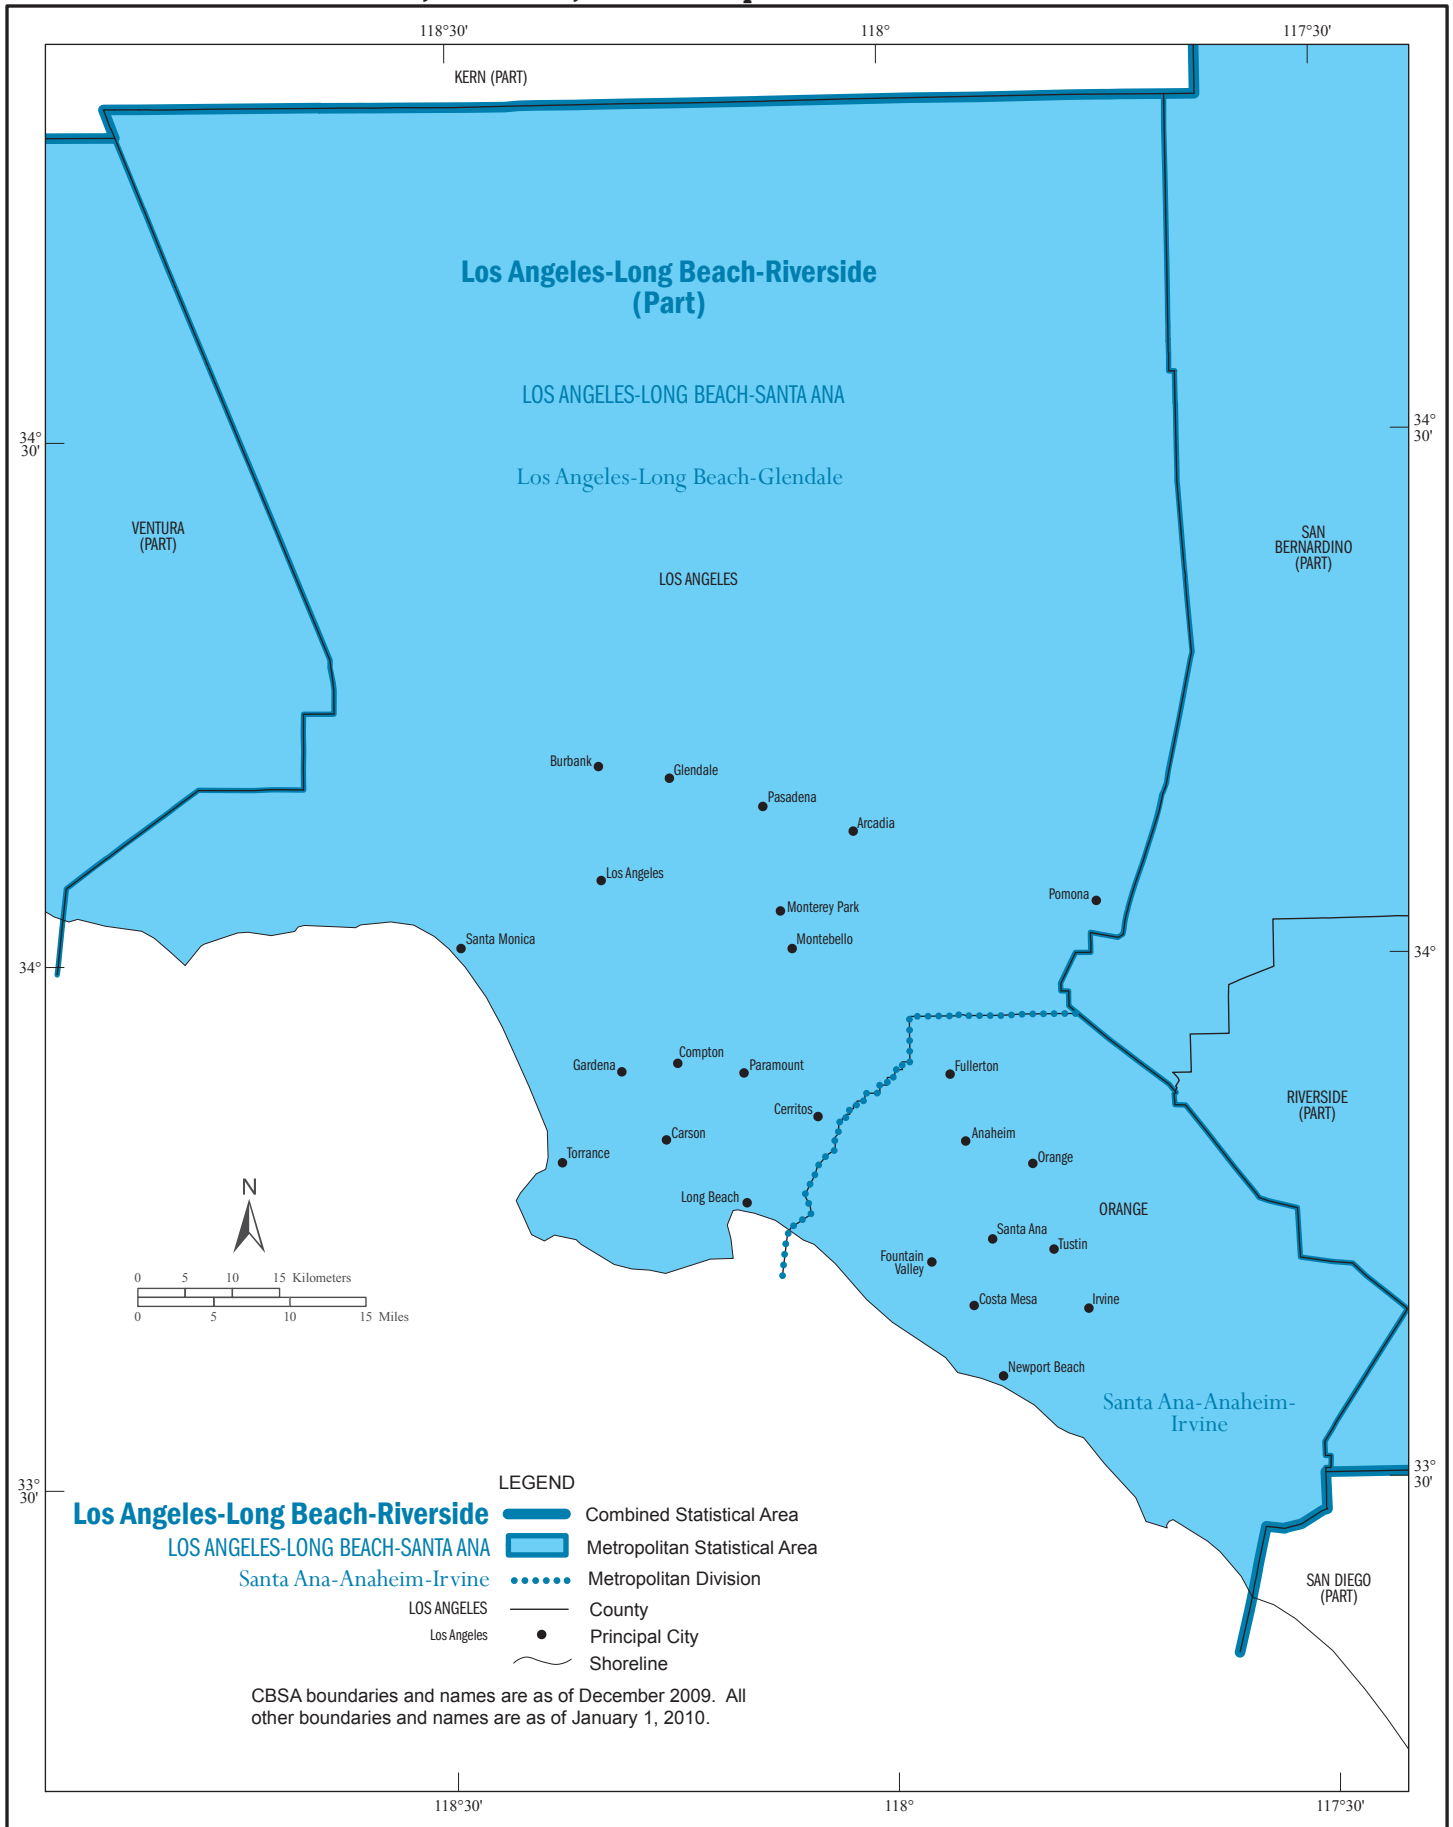 118°30'
118°
117°30'
KERN (PART)
Los Angeles-Long Beach-Riverside
(Part)
LOS ANGELES-LONG BEACH-SANTA ANA
34°
30'
34°
30'
Los Angeles-Long Beach-Glendale
VENTURA
(PART)
SAN
BERNARDINO
(PART)
LOS ANGELES
Burbank
Glendale
Pasadena
Arcadia
Los Angeles
Pomona
Monterey Park
Santa Monica
Montebello
34°
34°
Compton
Gardena
Paramount
Fullerton
RIVERSIDE
(PART)
Cerritos
Carson
Anaheim
Torrance
Orange
N
Long Beach
ORANGE
Santa Ana
Tustin
Fountain
Valley
0 5 10 15 Kilometers
0 5 10 15 Miles
Costa Mesa
Irvine
Newport Beach
Santa Ana-Anaheim-
Irvine
33°
30'
33°
30'
LEGEND
Los Angeles-Long Beach-Riverside Combined Statistical Area
LOS ANGELES-LONG BEACH-SANTA ANA Metropolitan Statistical Area
Santa Ana-Anaheim-Irvine Metropolitan Division
LOS ANGELES County
Los Angeles Principal City
Shoreline
SAN DIEGO
(PART)
CBSA boundaries and names are as of December 2009. All
other boundaries and names are as of January 1, 2010.
118°30'
118°
117°30'